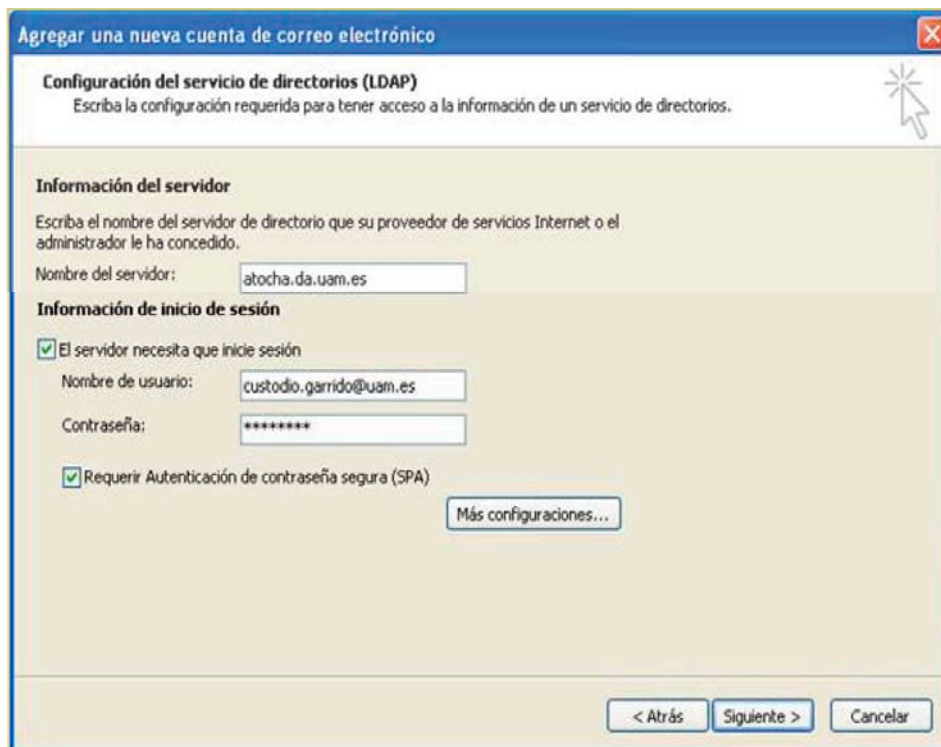 Agregar una nueva cuenta de correo electrónico
Configuración del servicio de directorios (LDAP)
Escriba la configuración requerida para tener acceso a la información de un servicio de directorios.
Información del servidor
Escriba el nombre del servidor de directorio que su proveedor de servicios Internet o el
administrador le ha concedido.
Nombre del servidor: atocha.da.uam.es
Información de inicio de sesión
El servidor necesita que inicie sesión
Nombre de usuario: custodio.garrido@uam.es
Contraseña: ********
Requerir Autenticación de contraseña segura (SPA)
Más configuraciones...
< Atrás Siguiente > Cancelar